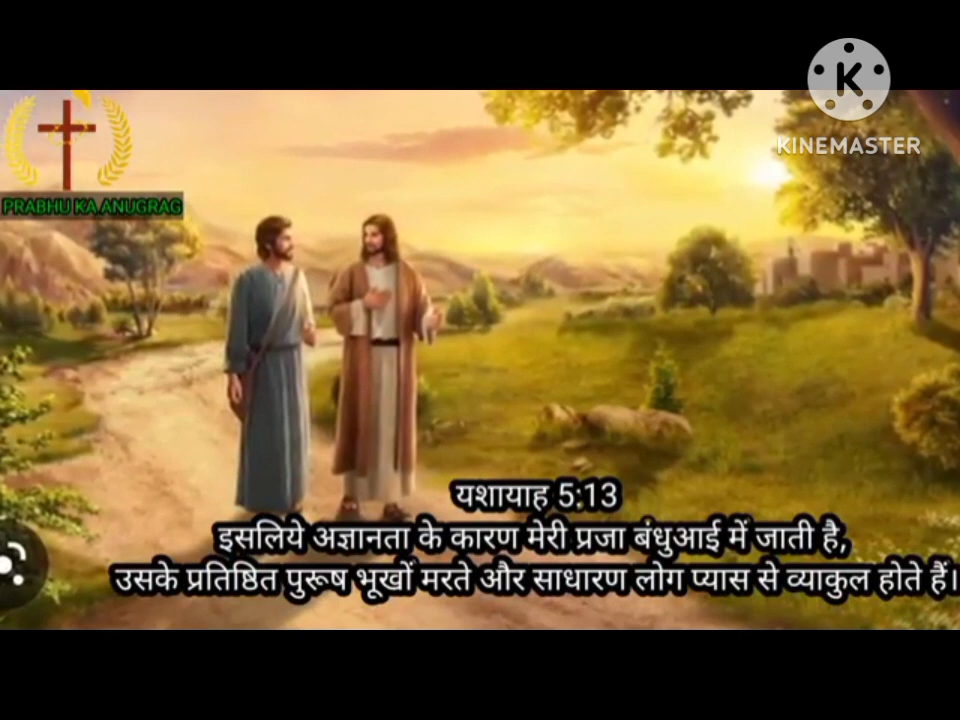 KINEMASTER
PRABHU KA ANUGRAG
यशायाह 5:13
इसलिये अज्ञानता के कारण मेरी प्रजा बंधुआई में जाती है,
उसके प्रतिष्ठित पुरूष भूखों मरते और साधारण लोग प्यास से व्याकुल होते हैं।